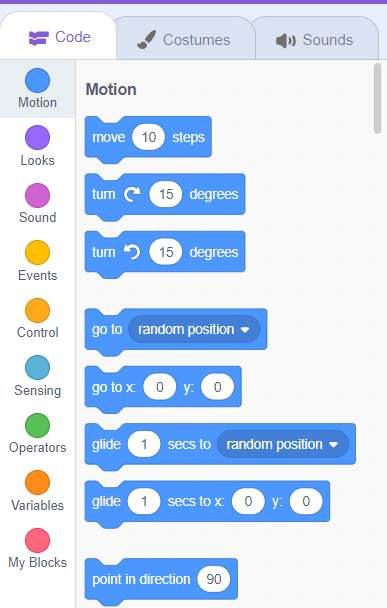 Code Costumes Sounds
Motion
Looks
Sound
Events
Control
Sensing
Operators
Variables
My Blocks
Motion
move 10 steps
turn 15 degrees
turn 15 degrees
go to random position
go to x: 0 y: 0
glide 1 secs to random position
glide 1 secs to x: 0 y: 0
point in direction 90